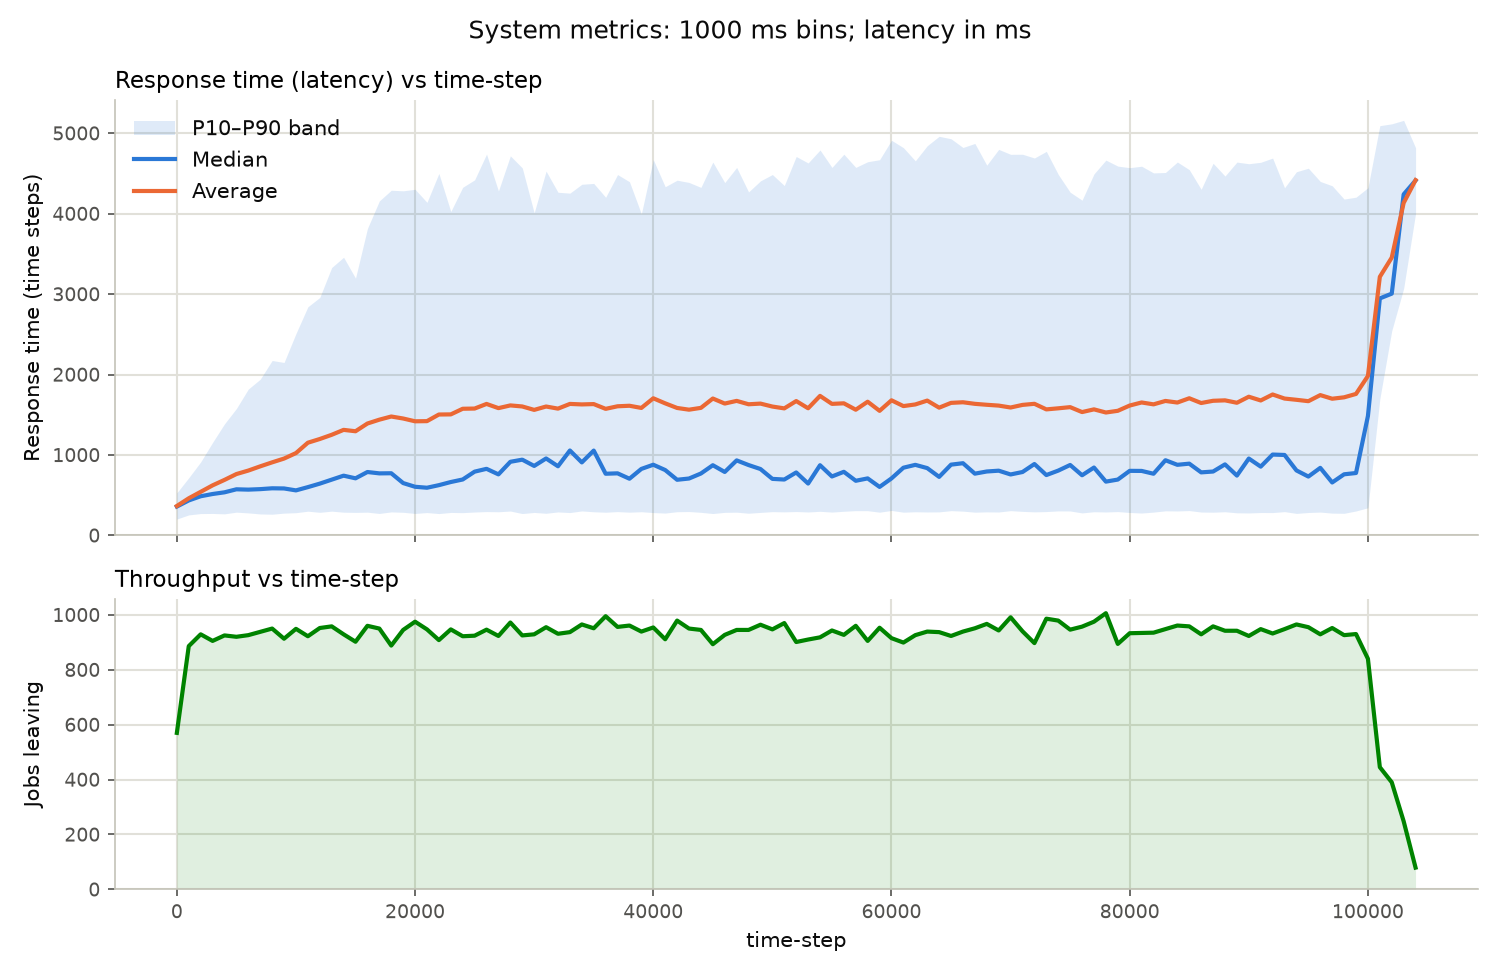 System metrics: 1000 ms bins; latency in ms
Response time (latency) vs time-step
P10–P90 band
Median
Average
Response time (time steps)
5000
4000
3000
2000
1000
0
Throughput vs time-step
Jobs leaving
1000
800
600
400
200
0
0 20000 40000 60000 80000 100000
time-step